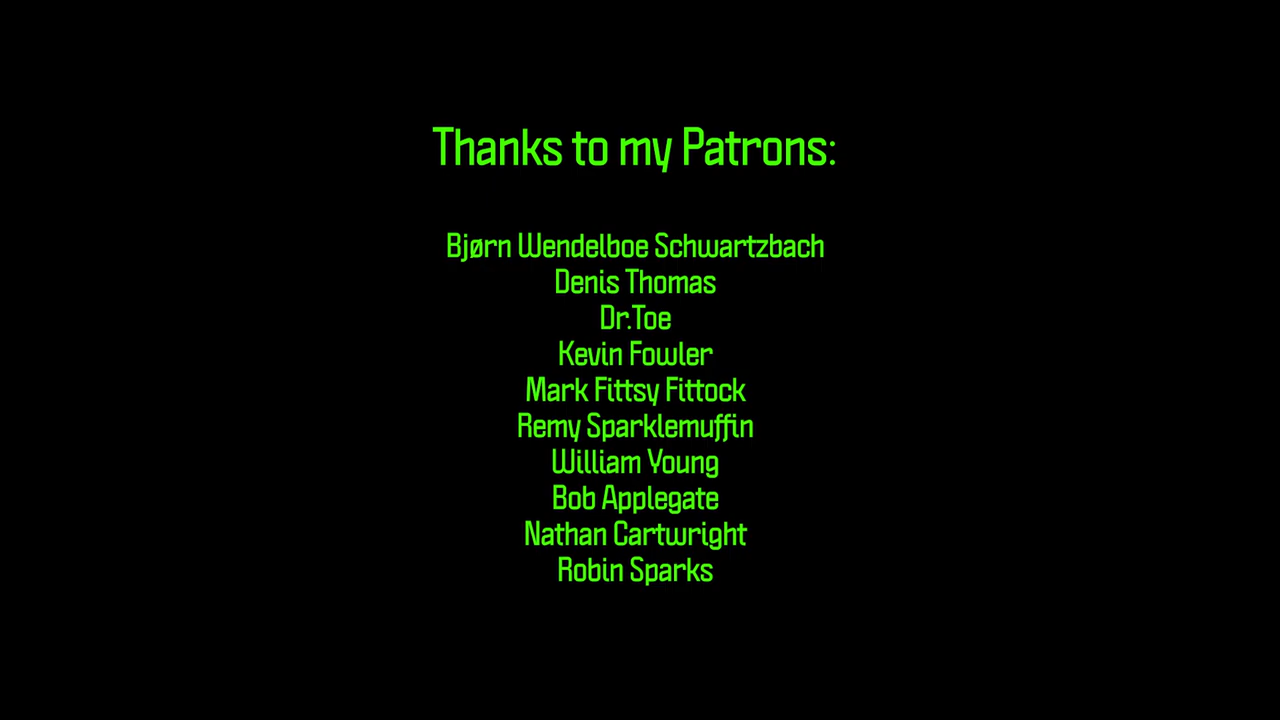 Thanks to my Patrons:
Bjørn Wendelboe Schwartzbach
Denis Thomas
Dr.Toe
Kevin Fowler
Mark Fittsy Fittock
Remy Sparklemuffin
William Young
Bob Applegate
Nathan Cartwright
Robin Sparks